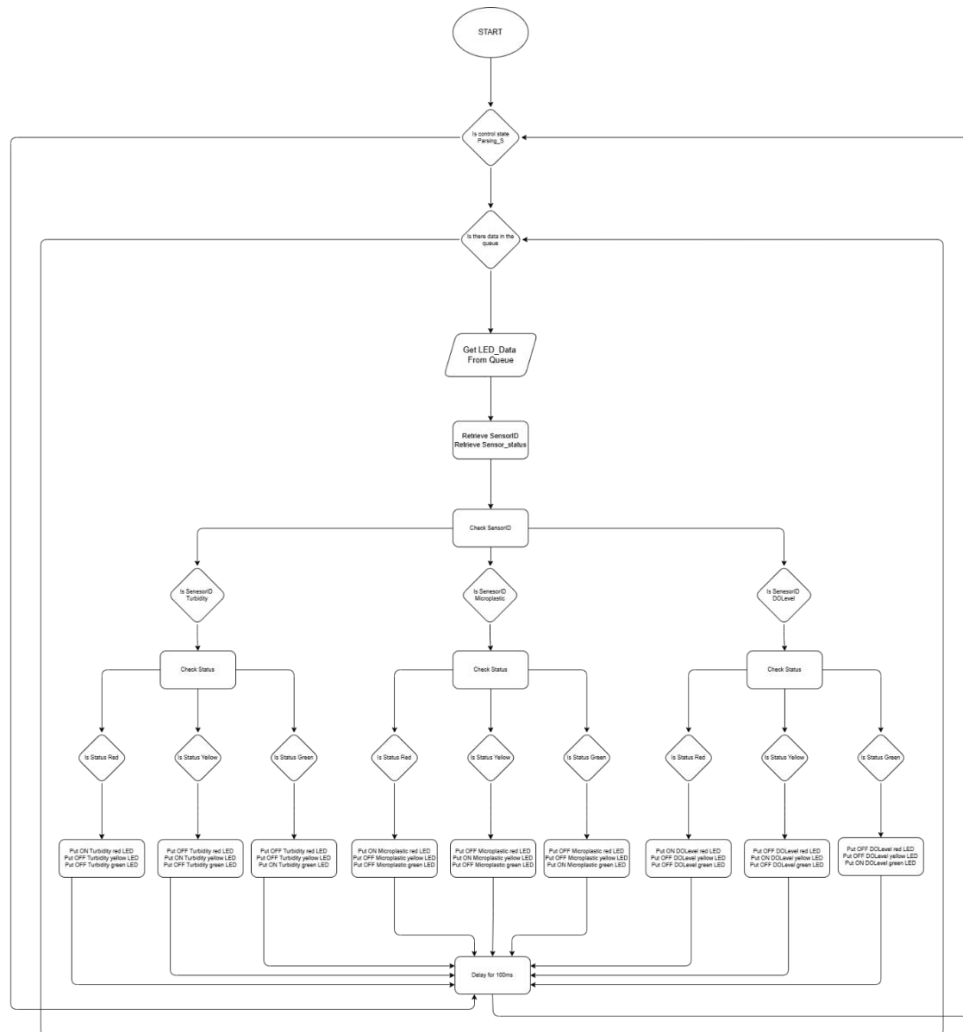 START
Is control state
Parsing_S
Is there data in the
queue
Get LED_Data
From Queue
Retrieve SensorID
Retrieve Sensor_status
Check SensorID
Is SenesorID
Turbidity
Is SenesorID
Microplastic
Is SenesorID
DOLevel
Check Status
Check Status
Check Status
Is Status Red
Is Status Yellow
Is Status Green
Is Status Red
Is Status Yellow
Is Status Green
Is Status Red
Is Status Yellow
Is Status Green
Put ON Turbidity red LED
Put OFF Turbidity yellow LED
Put OFF Turbidity green LED
Put OFF Turbidity red LED
Put ON Turbidity yellow LED
Put OFF Turbidity green LED
Put OFF Turbidity red LED
Put OFF Turbidity yellow LED
Put ON Turbidity green LED
Put ON Microplastic red LED
Put OFF Microplastic yellow LED
Put OFF Microplastic green LED
Put OFF Microplastic red LED
Put ON Microplastic yellow LED
Put OFF Microplastic green LED
Put OFF Microplastic red LED
Put OFF Microplastic yellow LED
Put ON Microplastic green LED
Put ON DOLevel red LED
Put OFF DOLevel yellow LED
Put OFF DOLevel green LED
Put OFF DOLevel red LED
Put ON DOLevel yellow LED
Put OFF DOLevel green LED
Put OFF DOLevel red LED
Put OFF DOLevel yellow LED
Put ON DOLevel green LED
Delay for 100ms